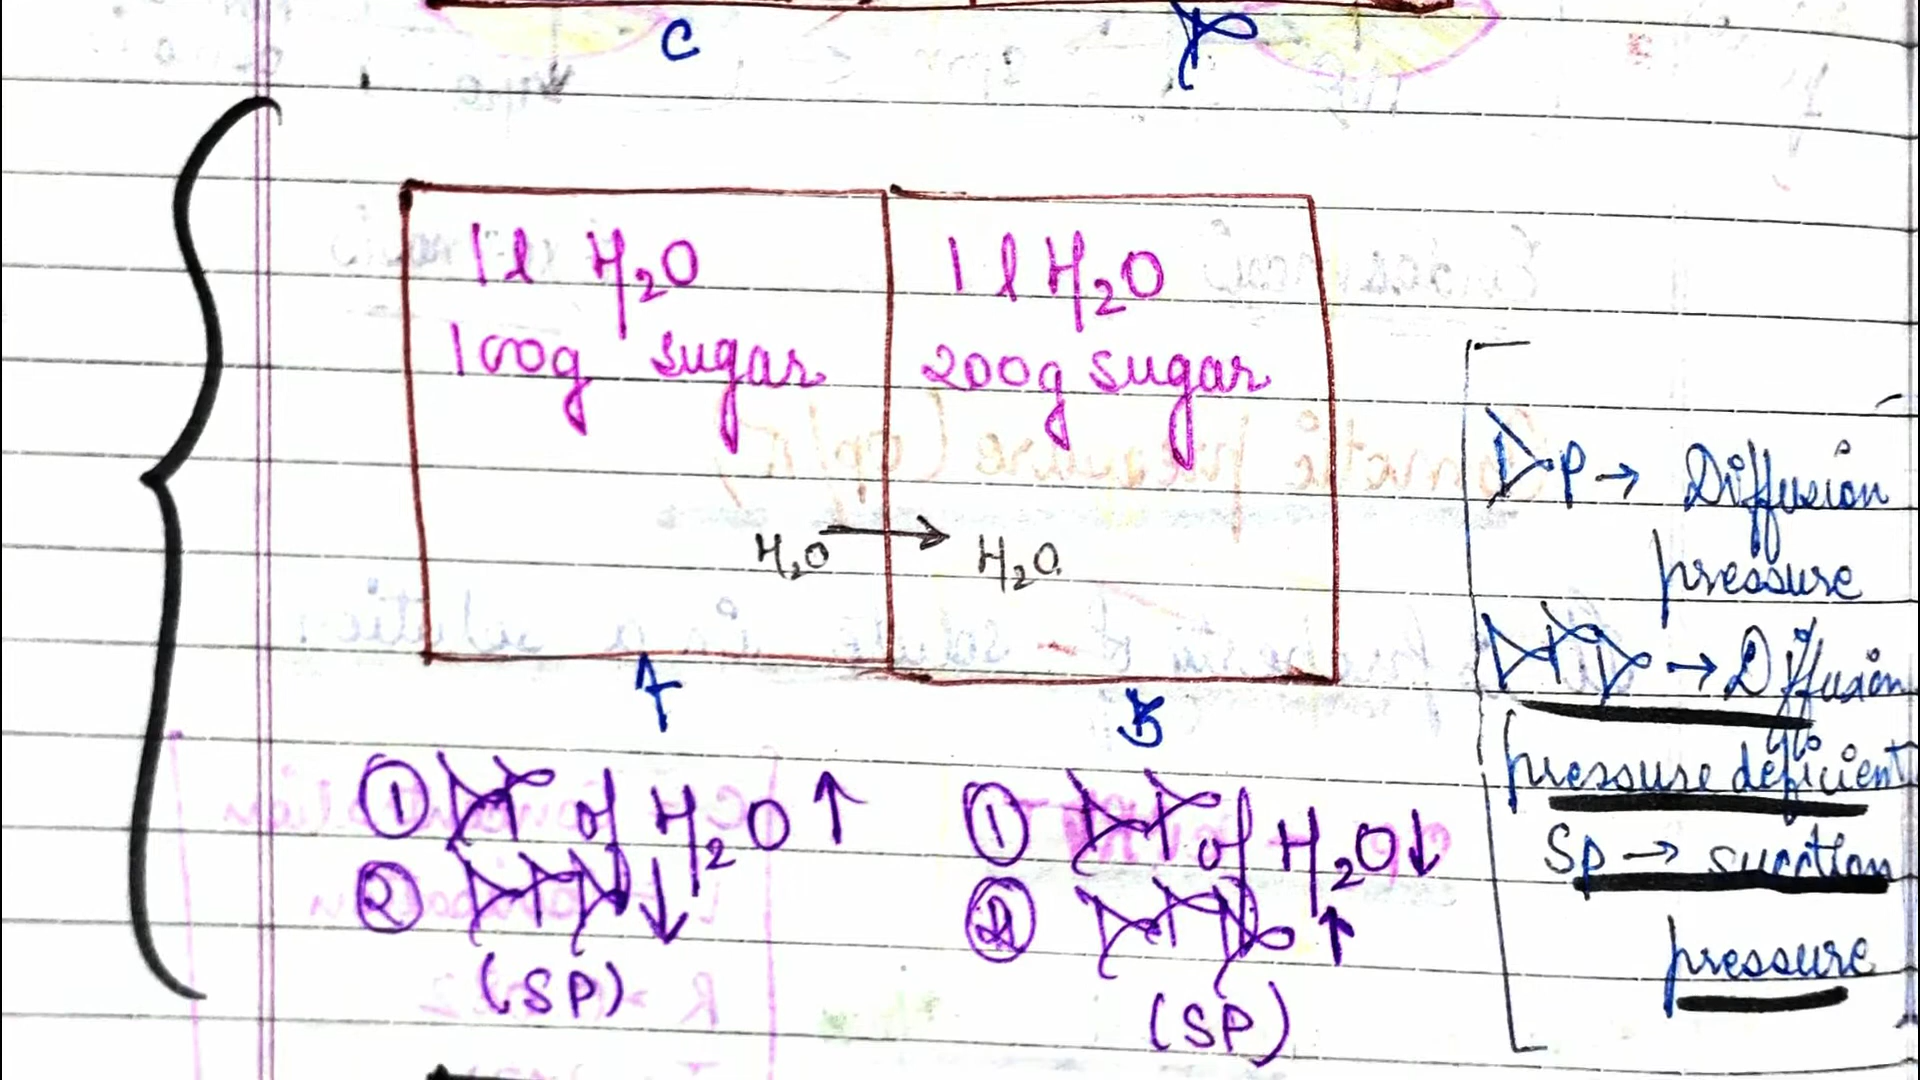 C
1l H₂O
100g sugar
1l H₂O
200g sugar
H₂O → H₂O
A
B
① DP of H₂O ↑
② DPD ↓
(SP)
① DP of H₂O ↓
② DPD ↑
(SP)
DP → Diffusion
pressure
DPD → Diffusion
pressure deficient
SP → suction
pressure